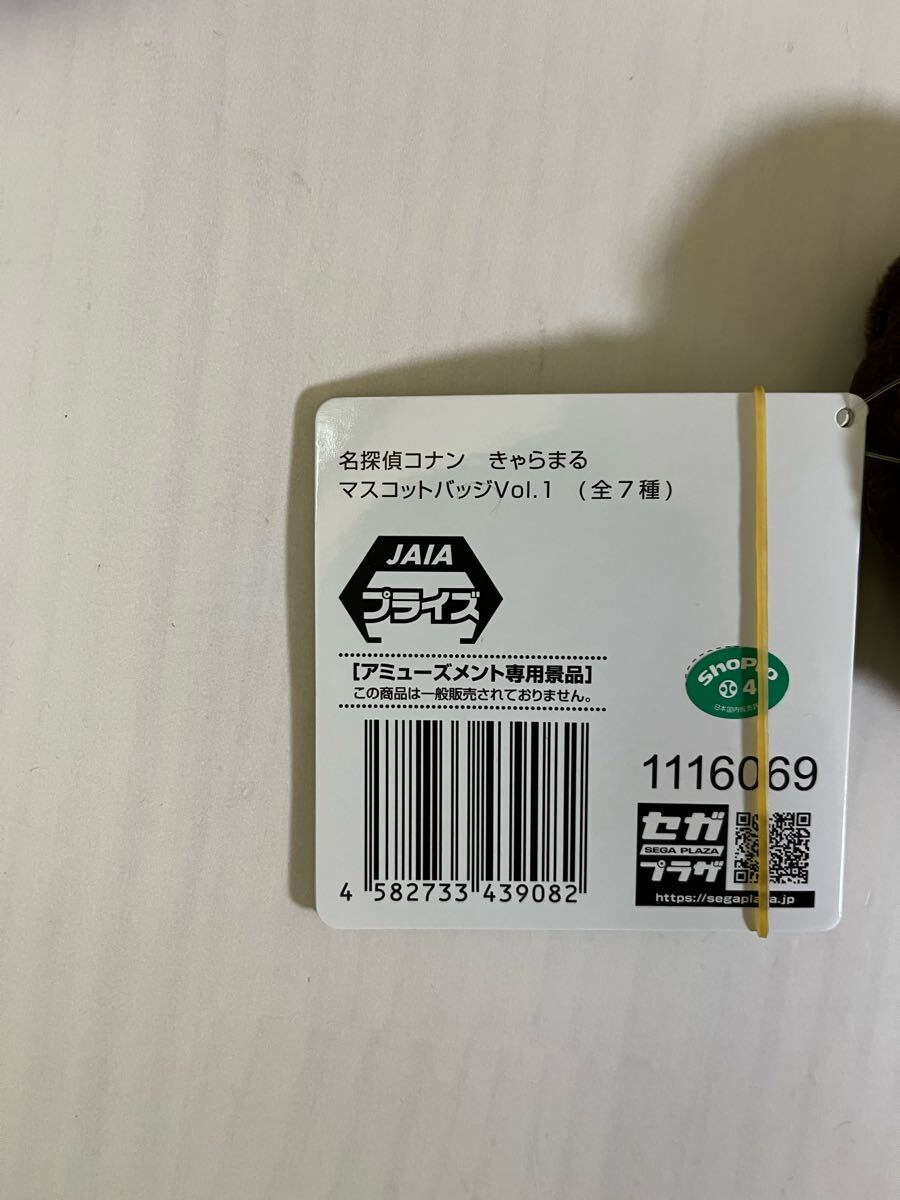 名探偵コナン　きゃらまる
マスコットバッジVol.1　(全7種)
JAIA
プライズ
[アミューズメント専用景品]
この商品は一般販売されておりません。
4 582733 439082
ShoPro
4
1116069
セガ
SEGA PLAZA
プラザ
https://segaplaza.jp